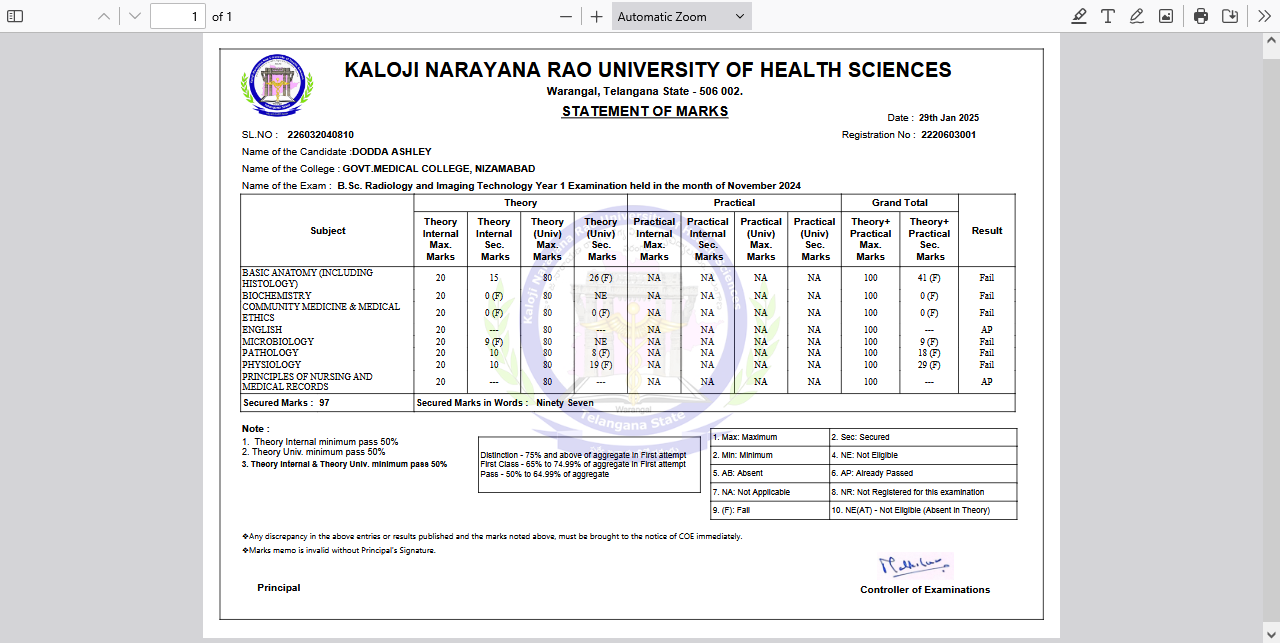 1 of 1 Automatic Zoom
KALOJI NARAYANA RAO UNIVERSITY OF HEALTH SCIENCES
Warangal, Telangana State - 506 002.
STATEMENT OF MARKS
Date : 29th Jan 2025
SL.NO : 226032040810 Registration No : 2220603001
Name of the Candidate :DODDA ASHLEY
Name of the College : GOVT.MEDICAL COLLEGE, NIZAMABAD
Name of the Exam : B.Sc. Radiology and Imaging Technology Year 1 Examination held in the month of November 2024
Subject Theory Practical Grand Total Result
Theory Internal Max. Marks Theory Internal Sec. Marks Theory (Univ) Max. Marks Theory (Univ) Sec. Marks Practical Internal Max. Marks Practical Internal Sec. Marks Practical (Univ) Max. Marks Practical (Univ) Sec. Marks Theory+ Practical Max. Marks Theory+ Practical Sec. Marks
BASIC ANATOMY (INCLUDING HISTOLOGY) 20 15 80 26 (F) NA NA NA NA 100 41 (F) Fail
BIOCHEMISTRY 20 0 (F) 80 NE NA NA NA NA 100 0 (F) Fail
COMMUNITY MEDICINE & MEDICAL ETHICS 20 0 (F) 80 0 (F) NA NA NA NA 100 0 (F) Fail
ENGLISH 20 --- 80 --- NA NA NA NA 100 --- AP
MICROBIOLOGY 20 9 (F) 80 NE NA NA NA NA 100 9 (F) Fail
PATHOLOGY 20 10 80 8 (F) NA NA NA NA 100 18 (F) Fail
PHYSIOLOGY 20 10 80 19 (F) NA NA NA NA 100 29 (F) Fail
PRINCIPLES OF NURSING AND MEDICAL RECORDS 20 --- 80 --- NA NA NA NA 100 --- AP
Secured Marks : 97 Secured Marks in Words : Ninety Seven
Warangal
Telangana State
Note :
1. Theory Internal minimum pass 50%
2. Theory Univ. minimum pass 50%
3. Theory Internal & Theory Univ. minimum pass 50%
Distinction - 75% and above of aggregate in First attempt
First Class - 65% to 74.99% of aggregate in First attempt
Pass - 50% to 64.99% of aggregate
1. Max: Maximum 2. Sec: Secured
2. Min: Minimum 4. NE: Not Eligible
5. AB: Absent 6. AP: Already Passed
7. NA: Not Applicable 8. NR: Not Registered for this examination
9. (F): Fail 10. NE(AT) - Not Eligible (Absent in Theory)
❖Any discrepancy in the above entries or results published and the marks noted above, must be brought to the notice of COE immediately.
❖Marks memo is invalid without Principal's Signature.
Principal Controller of Examinations